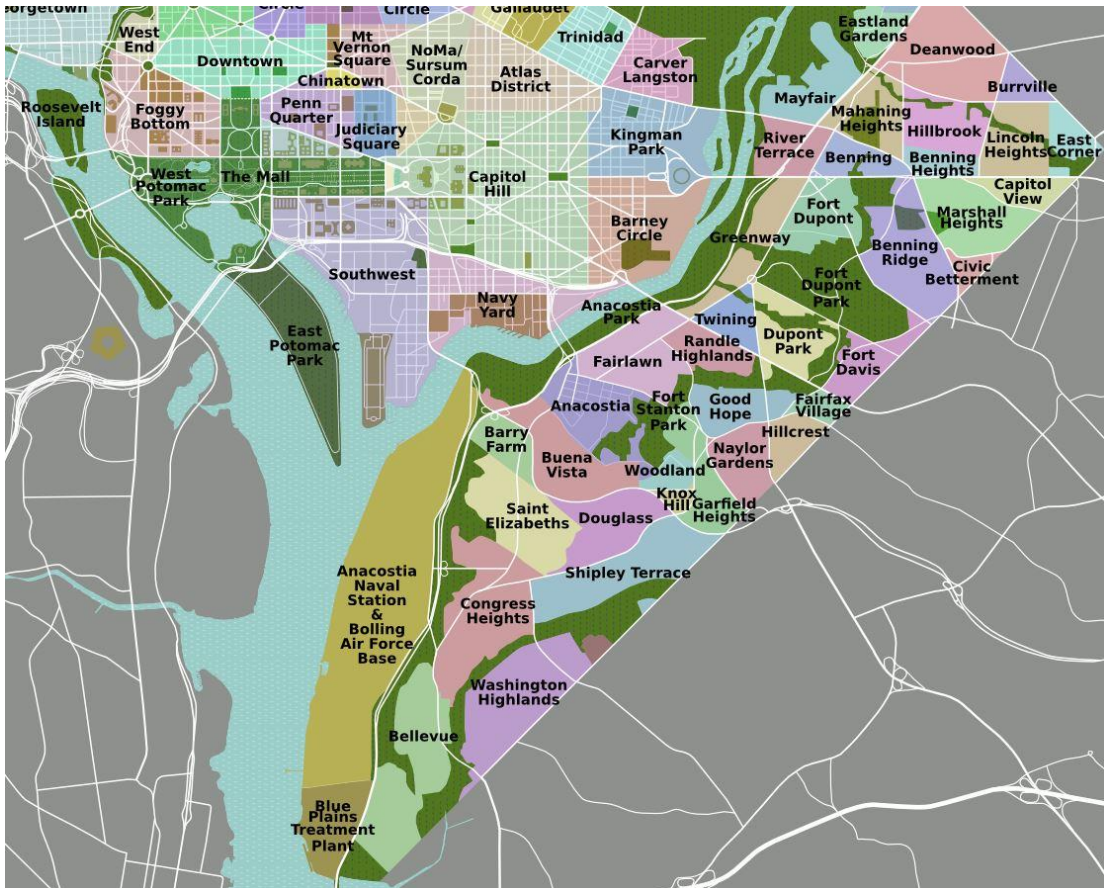 Georgetown
Circle
Circle
Gallaudet
West
End
Downtown
Mt
Vernon
Square
Chinatown
NoMa/
Sursum
Corda
Atlas
District
Trinidad
Carver
Langston
Eastland
Gardens
Deanwood
Burrville
Roosevelt
Island
Foggy
Bottom
Penn
Quarter
Judiciary
Square
Kingman
Park
Mayfair
Mahaning
Heights
Hillbrook
Lincoln
Heights
East
Corner
River
Terrace
Benning
Benning
Heights
West
Potomac
Park
The Mall
Capitol
Hill
Capitol
View
Fort
Dupont
Marshall
Heights
Barney
Circle
Greenway
Benning
Ridge
Civic
Betterment
Southwest
Navy
Yard
Anacostia
Park
Fort
Dupont
Park
East
Potomac
Park
Twining
Dupont
Park
Randle
Highlands
Fairlawn
Fort
Davis
Anacostia
Fort
Stanton
Park
Good
Hope
Fairfax
Village
Hillcrest
Barry
Farm
Buena
Vista
Woodland
Naylor
Gardens
Knox
Hill
Garfield
Heights
Saint
Elizabeths
Douglass
Shipley Terrace
Anacostia
Naval
Station
&
Bolling
Air Force
Base
Congress
Heights
Washington
Highlands
Bellevue
Blue
Plains
Treatment
Plant